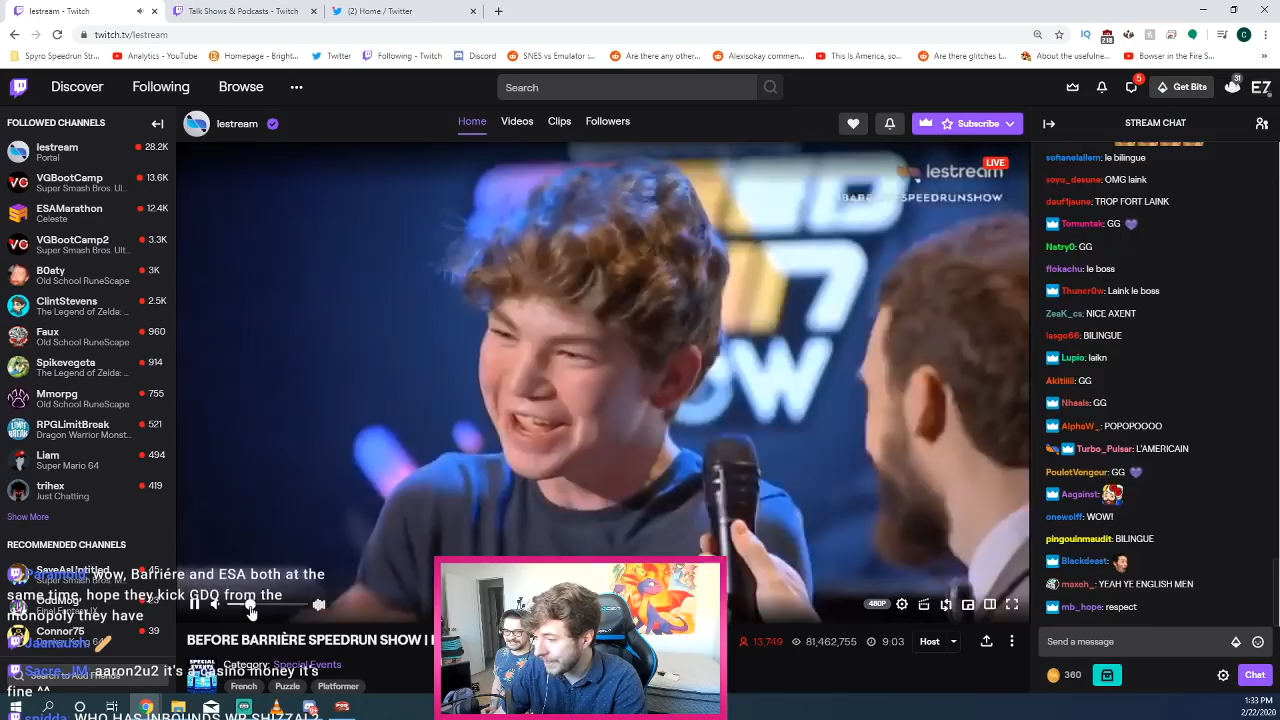 lestream - Twitch
Talk Shows & Podcasts - Twitch
(2) Home / Twitter
twitch.tv/lestream
Spyro Speedrun Stre...
Analytics - YouTube
Homepage - Bright...
Twitter
Following - Twitch
Discord
SNES vs Emulator :...
Are there any other...
Alexisokay commen...
This Is America, so...
Are there glitches t...
About the category...
Bowser in the Fire S...
Discover
Following
Browse
Search
5
Get Bits
31
EZ
FOLLOWED CHANNELS
lestream
Portal
28.2K
VGBootCamp
Super Smash Bros. Ul...
13.6K
ESAMarathon
Celeste
12.4K
VGBootCamp2
Super Smash Bros. Ult...
3.3K
B0aty
Old School RuneScape
3K
ClintStevens
The Legend of Zelda: ...
2.5K
Faux
Old School RuneScape
960
Spikevegeta
The Legend of Zelda: ...
914
Mmorpg
Old School RuneScape
755
RPGLimitBreak
Dragon Warrior Monst...
521
Liam
Super Mario 64
494
trihex
Just Chatting
419
Show More
RECOMMENDED CHANNELS
SaveAsUntitled
Connor75
39
wow, Barriére and ESA both at the
same time, hope they kick GDQ from the
monopoly they have
Sacre_JM aaron2u2 it's a casino money it's
fine ^^
WHO HAS INBOUNDS WR SHIZZAL?
lestream
Home
Videos
Clips
Followers
Subscribe
LIVE
lestream
480P
BEFORE BARRIÈRE SPEEDRUN SHOW
Category: Special Events
French
Puzzle
Platformer
13,749
81,462,755
9:03
Host
STREAM CHAT
sofianelallem: le bilingue
soyu_desune: OMG laink
dauf1jaune: TROP FORT LAINK
Tomuntak: GG
Natry0: GG
flokachu: le boss
Thuncr0w: Laink le boss
ZeaK_cs: NICE AXENT
lasgo66: BILINGUE
Lupio: laikn
Akitiiiii: GG
Nhaals: GG
AlphaW_: POPOPOOOO
Turbo_Pulsar: L'AMERICAIN
PouletVengeur: GG
Aagainst:
onewolff: WOW!
pingouinmaudit: BILINGUE
Blackdeast:
maxeh_: YEAH YE ENGLISH MEN
mb_hope: respect
Send a message
360
Chat
1:33 PM
2/22/2020